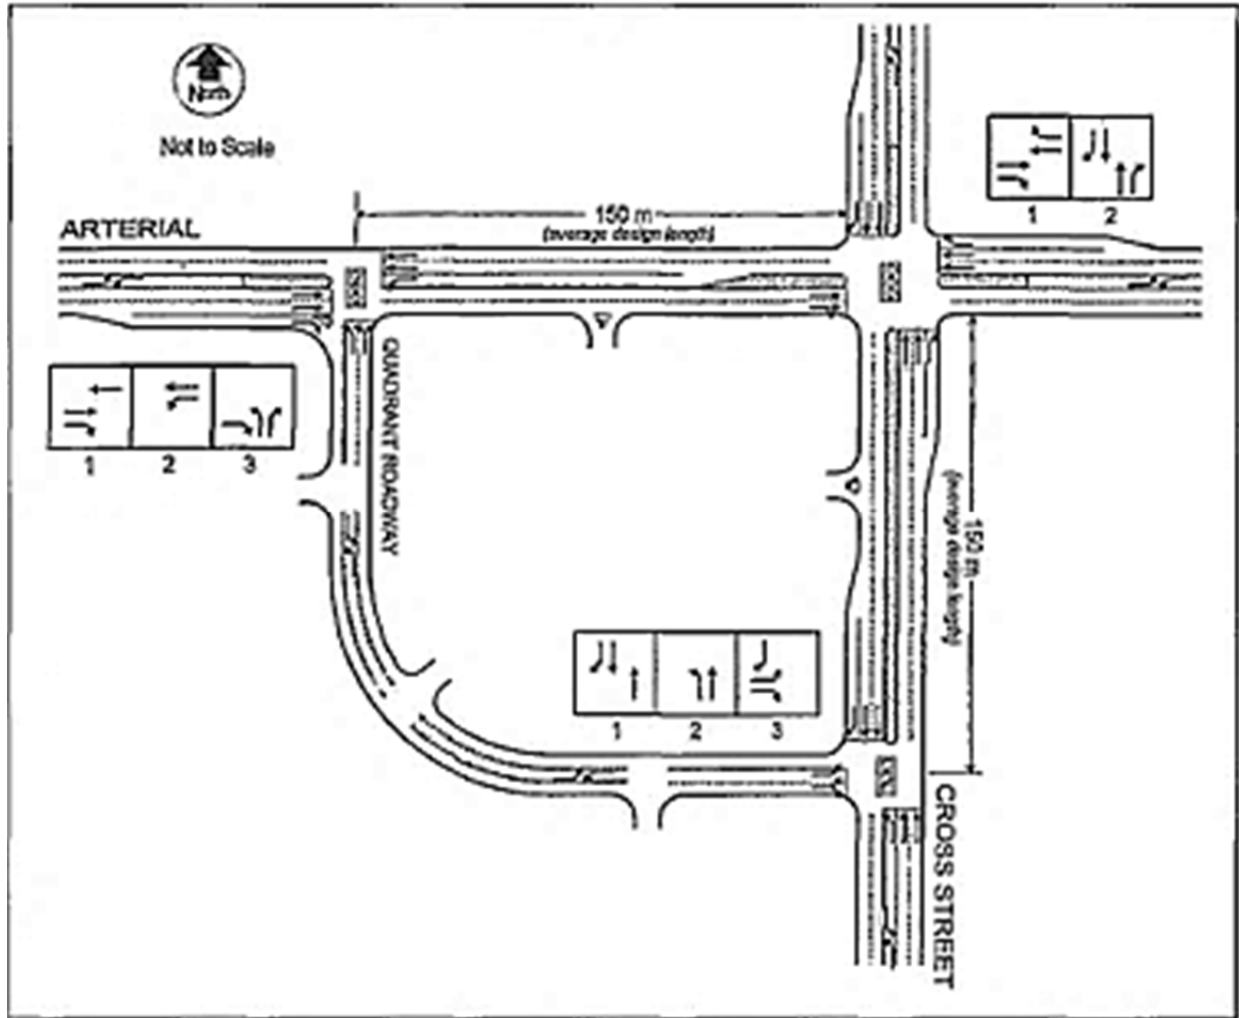 North
Not to Scale
ARTERIAL
150 m
(average design length)
1 2
QUADRANT ROADWAY
1 2 3
150 m
(average design length)
1 2 3
CROSS STREET